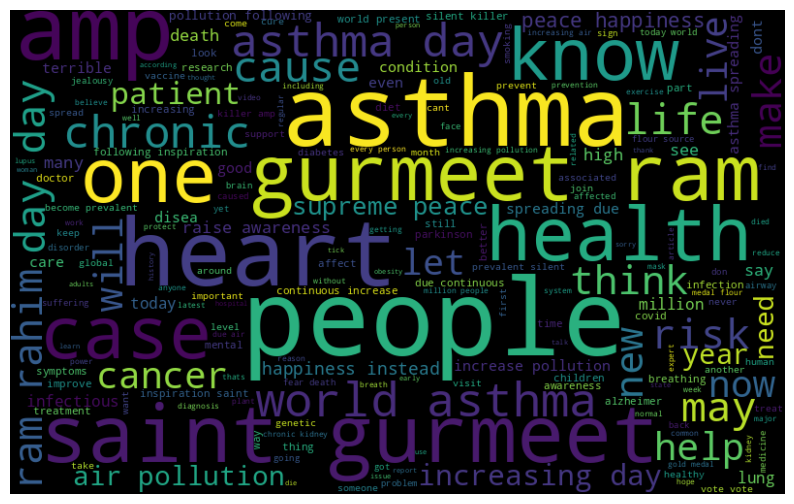 amp
pollution following
death
asthma day
world present
silent killer
peace happiness
come
person
increasing air
sign
today world
dont
terrible
look
according
research
cause
condition
know
live
asthma spreading
smoking
jealousy
vaccine
thought
including
even
old
prevent
prevention
part
make
patient
increasing
diet
cant
exercise
believe
video
every
spread
killer amp
asthma
life
flour source
well
regular
face
chronic
support
related
many
following inspiration
diabetes
every person
month
increasing pollution
thank
see
lupus
woman
good
high
associated
find
doctor
one
gurmeet ram
brain
join
affected
become prevalent
caused
yet
disea
supreme peace
spreading due
died
work
raise awareness
still
parkinson
better
health
article
keep
disorder
protect
tick
getting
heart
let
prevalent silent
mask
reduce
care
global
around
affect
history
obesity
airway
will
think
say
suffering
anyone
without
due continuous
don
never
adults
today
important
continuous increase
million people
system
infection
medal flour
million
latest
hospital
people
first
covid
need
case
level
time
risk
power
mental
talk
expert
learn
reason
happiness instead
increase pollution
year
human
symptoms
thats
another
week
improve
cancer
fear death
breath
early
visit
children
breathing
new
now
infectious
inspiration saint
want
plant
awareness
alzheimer
treat
treatment
diagnosis
genetic
world asthma
normal
may
major
saint gurmeet
chronic kidney
back
common
kidney
medicine
way
thing
use
help
take
going
got
report
gold medal
air pollution
issue
problem
increasing day
healthy
lung
hope
die
someone
vote vote
day day
ram rahim